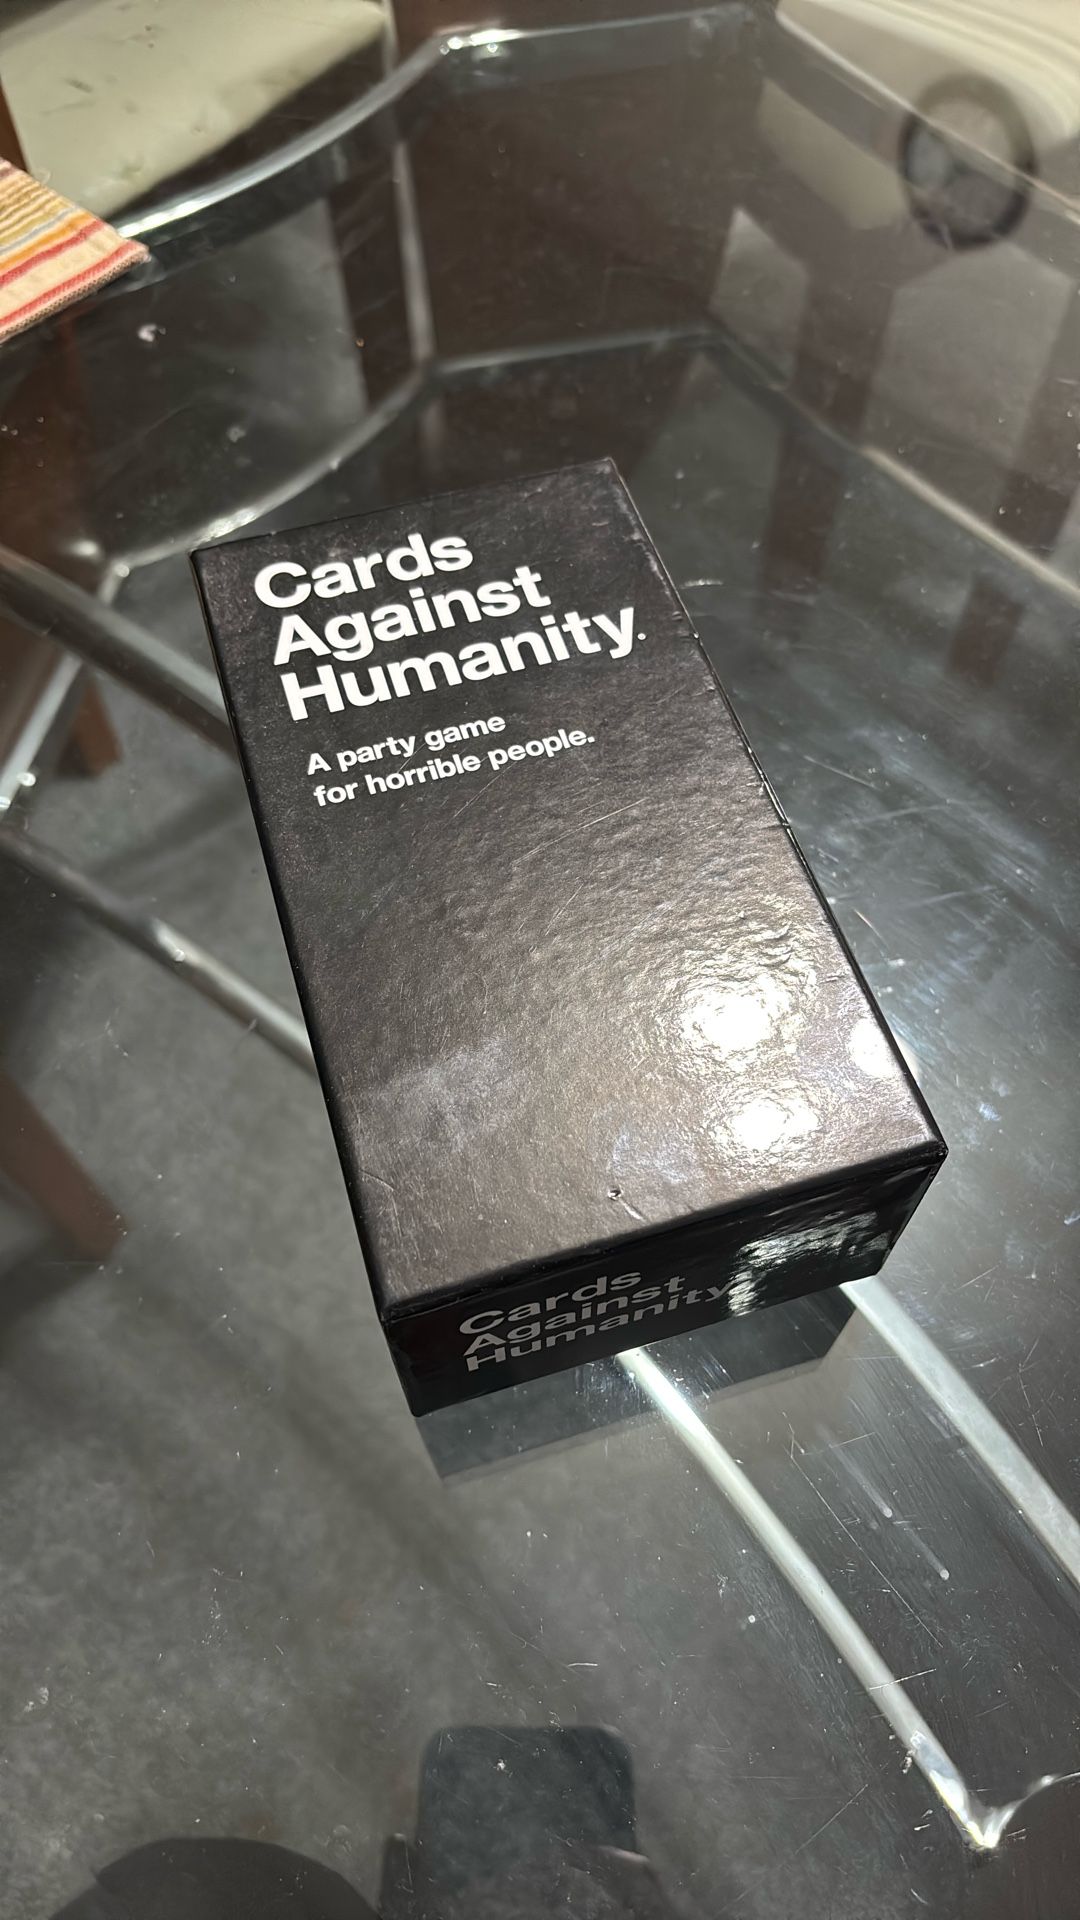 Cards
Against
Humanity.
A party game
for horrible people.
Cards
Against
Humanity